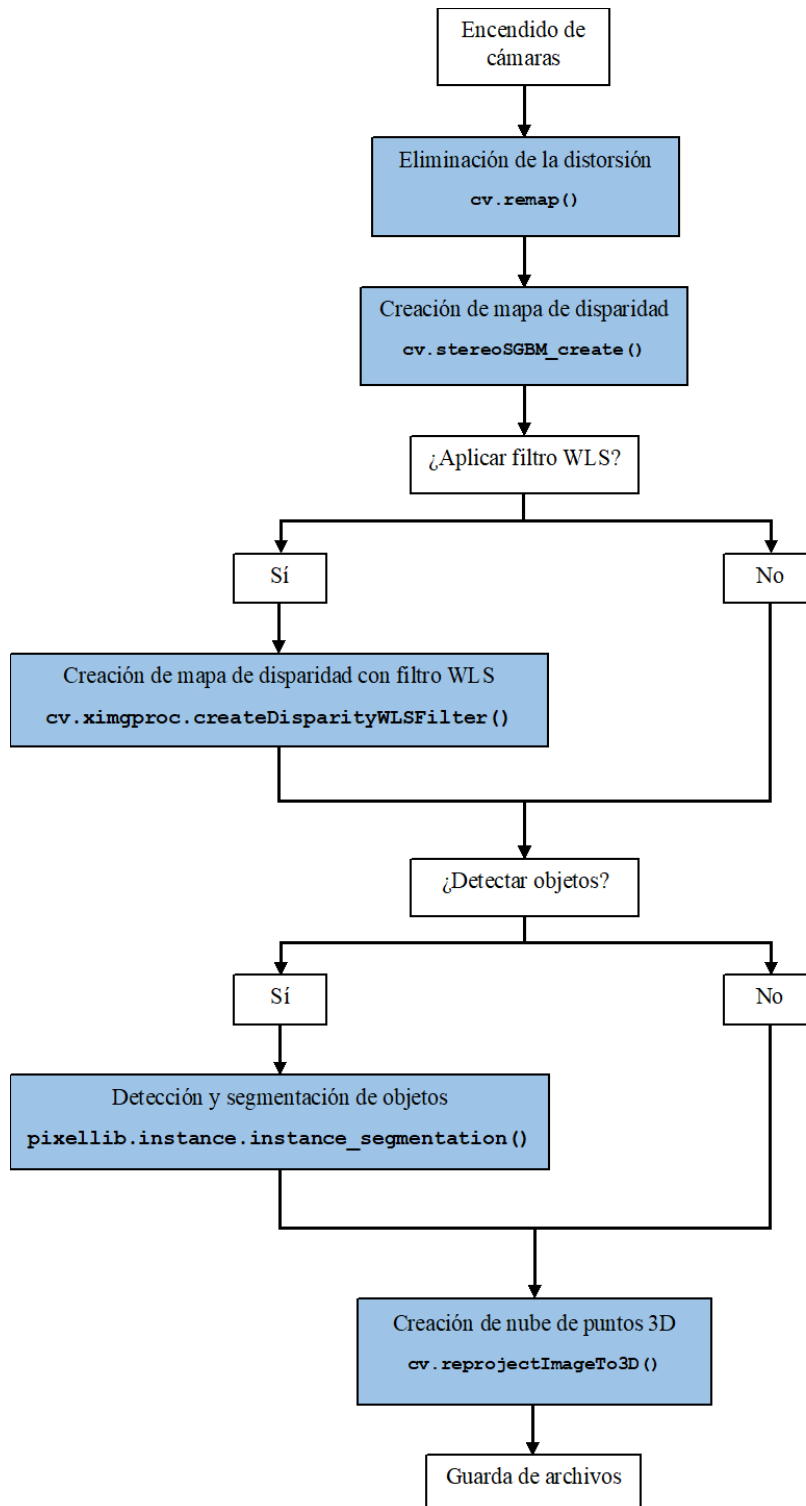 Encendido de
cámaras
Eliminación de la distorsión
cv.remap()
Creación de mapa de disparidad
cv.stereoSGBM_create()
¿Aplicar filtro WLS?
Sí
No
Creación de mapa de disparidad con filtro WLS
cv.ximgproc.createDisparityWLSFilter()
¿Detectar objetos?
Sí
No
Detección y segmentación de objetos
pixellib.instance.instance_segmentation()
Creación de nube de puntos 3D
cv.reprojectImageTo3D()
Guarda de archivos